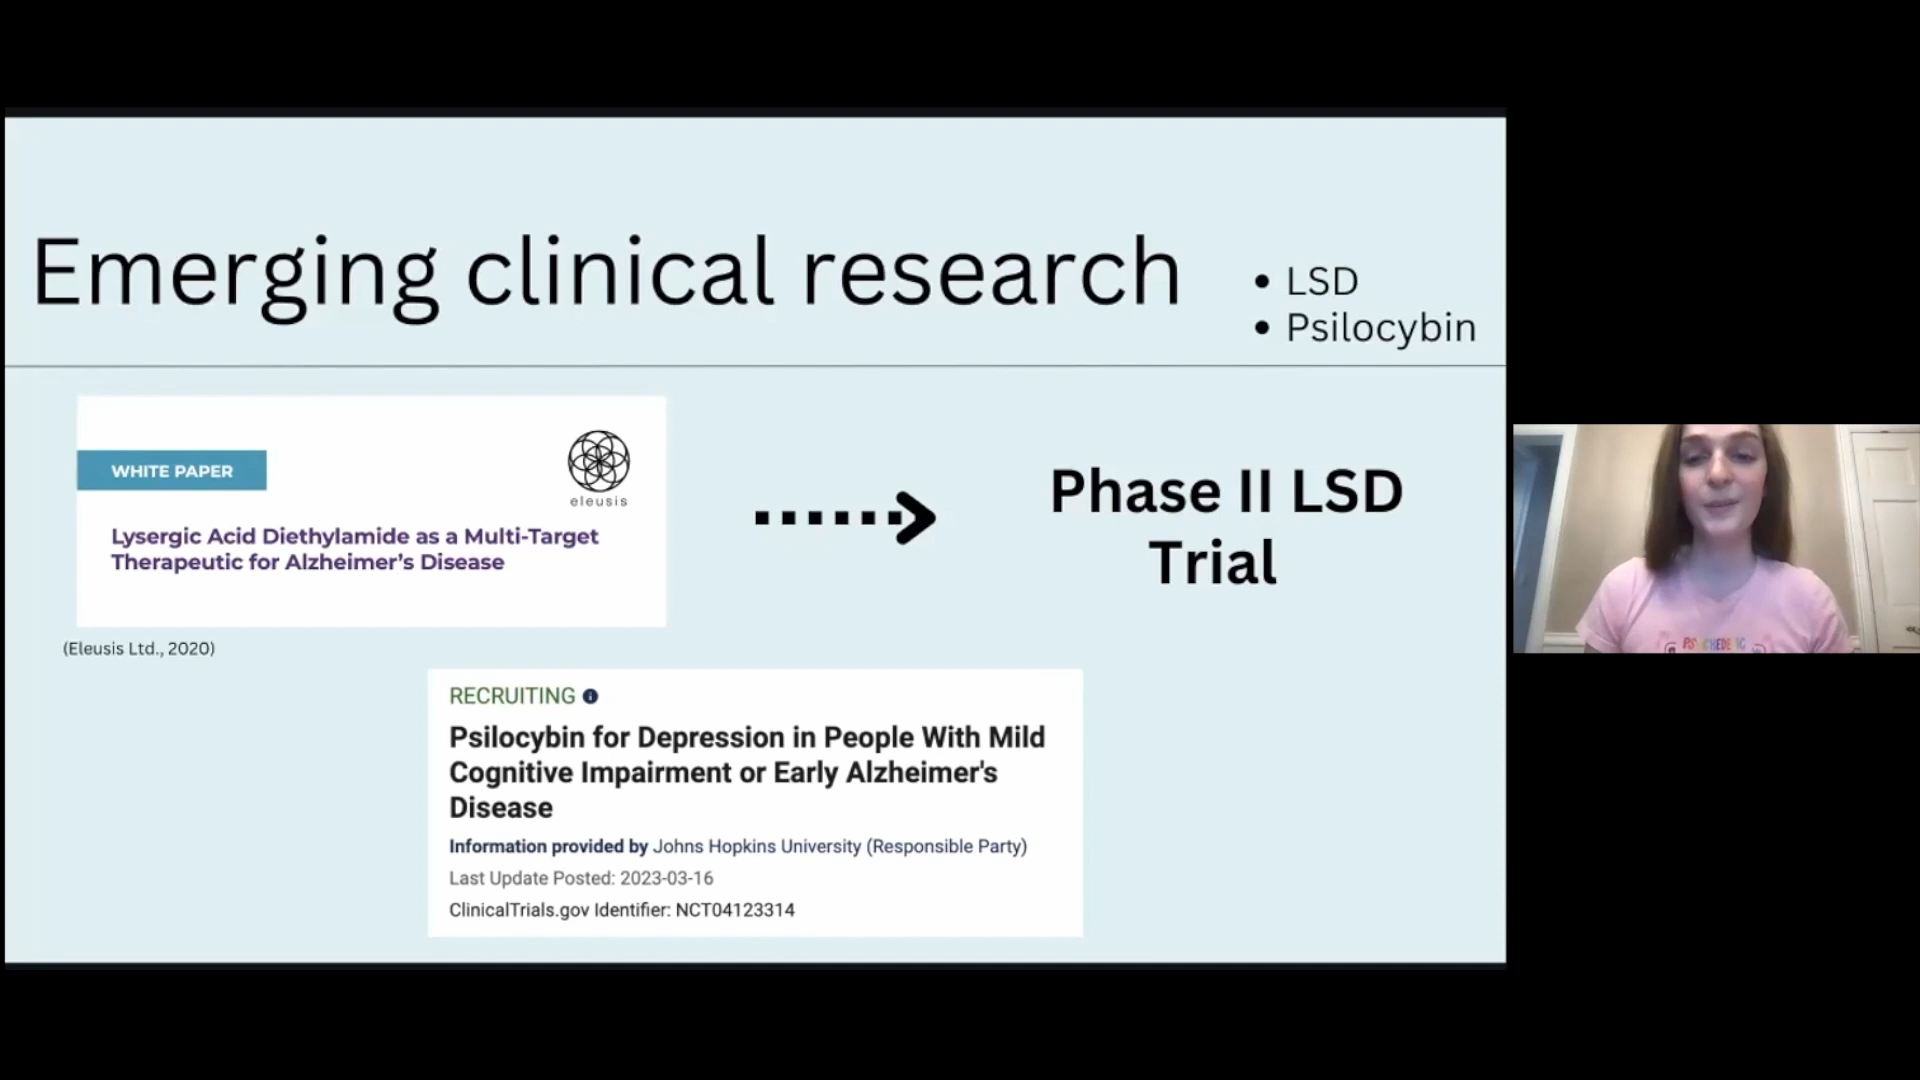 Emerging clinical research
• LSD
• Psilocybin
WHITE PAPER
eleusis
Lysergic Acid Diethylamide as a Multi-Target
Therapeutic for Alzheimer's Disease
Phase II LSD
Trial
(Eleusis Ltd., 2020)
RECRUITING
Psilocybin for Depression in People With Mild
Cognitive Impairment or Early Alzheimer's
Disease
Information provided by Johns Hopkins University (Responsible Party)
Last Update Posted: 2023-03-16
ClinicalTrials.gov Identifier: NCT04123314
PSYCHEDELIC